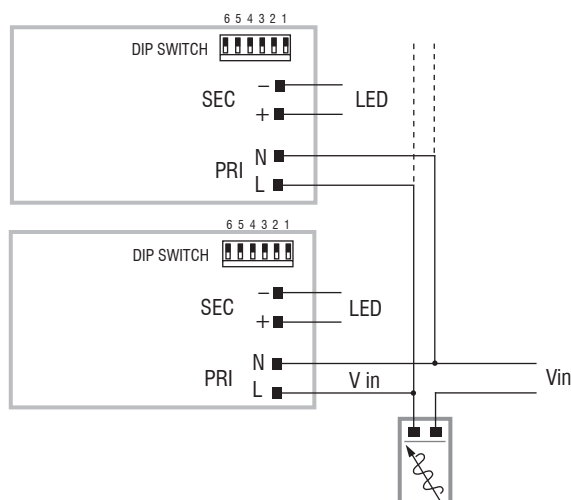 6 5 4 3 2 1
DIP SWITCH
−
SEC
LED
+
N
PRI
L
6 5 4 3 2 1
DIP SWITCH
−
SEC
LED
+
N
PRI
V in
Vin
L